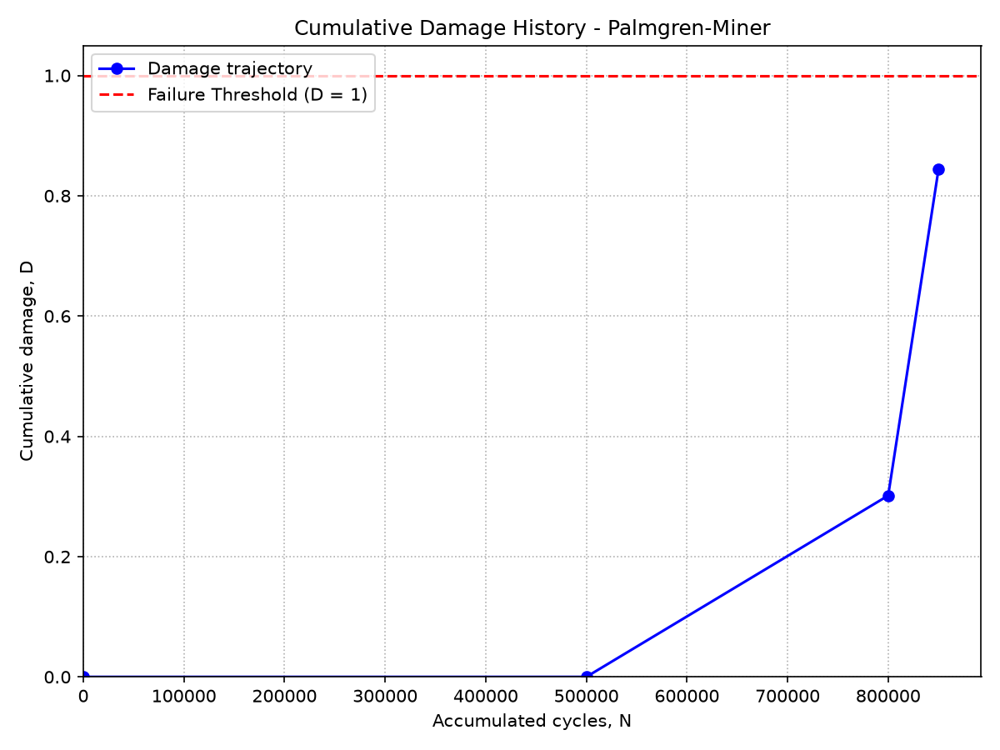 Cumulative Damage History - Palmgren-Miner
Damage trajectory
Failure Threshold (D = 1)
Cumulative damage, D
1.0
0.8
0.6
0.4
0.2
0.0
0 100000 200000 300000 400000 500000 600000 700000 800000
Accumulated cycles, N